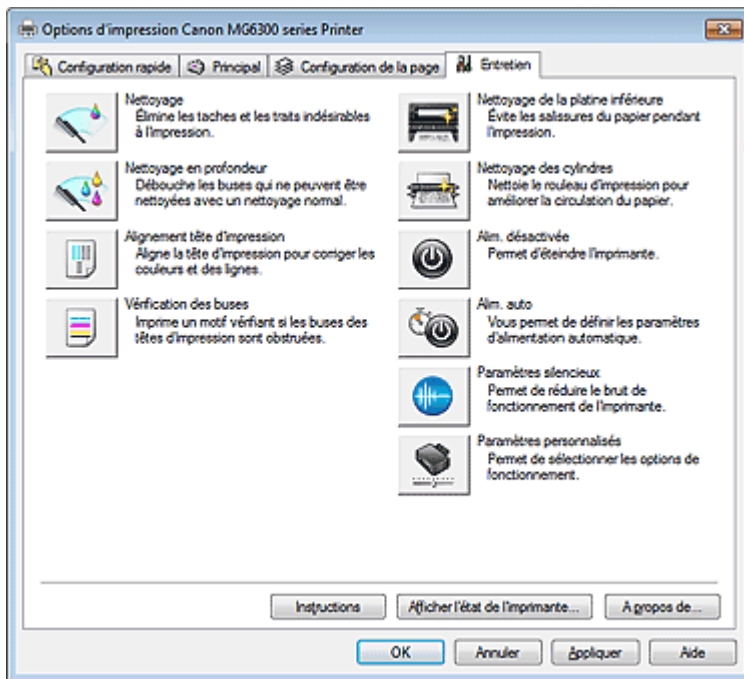 Options d'impression Canon MG6300 series Printer
Configuration rapide
Principal
Configuration de la page
Entretien
Nettoyage
Élimine les taches et les traits indésirables
à l'impression.
Nettoyage en profondeur
Débouche les buses qui ne peuvent être
nettoyées avec un nettoyage normal.
Alignement tête d'impression
Aligne la tête d'impression pour corriger les
couleurs et des lignes.
Vérification des buses
Imprime un motif vérifiant si les buses des
têtes d'impression sont obstruées.
Nettoyage de la platine inférieure
Évite les salissures du papier pendant
l'impression.
Nettoyage des cylindres
Nettoie le rouleau d'impression pour
améliorer la circulation du papier.
Alim. désactivée
Permet d'éteindre l'imprimante.
Alim. auto
Vous permet de définir les paramètres
d'alimentation automatique.
Paramètres silencieux
Permet de réduire le bruit de
fonctionnement de l'imprimante.
Paramètres personnalisés
Permet de sélectionner les options de
fonctionnement.
Instructions
Afficher l'état de l'imprimante...
A propos de...
OK
Annuler
Appliquer
Aide